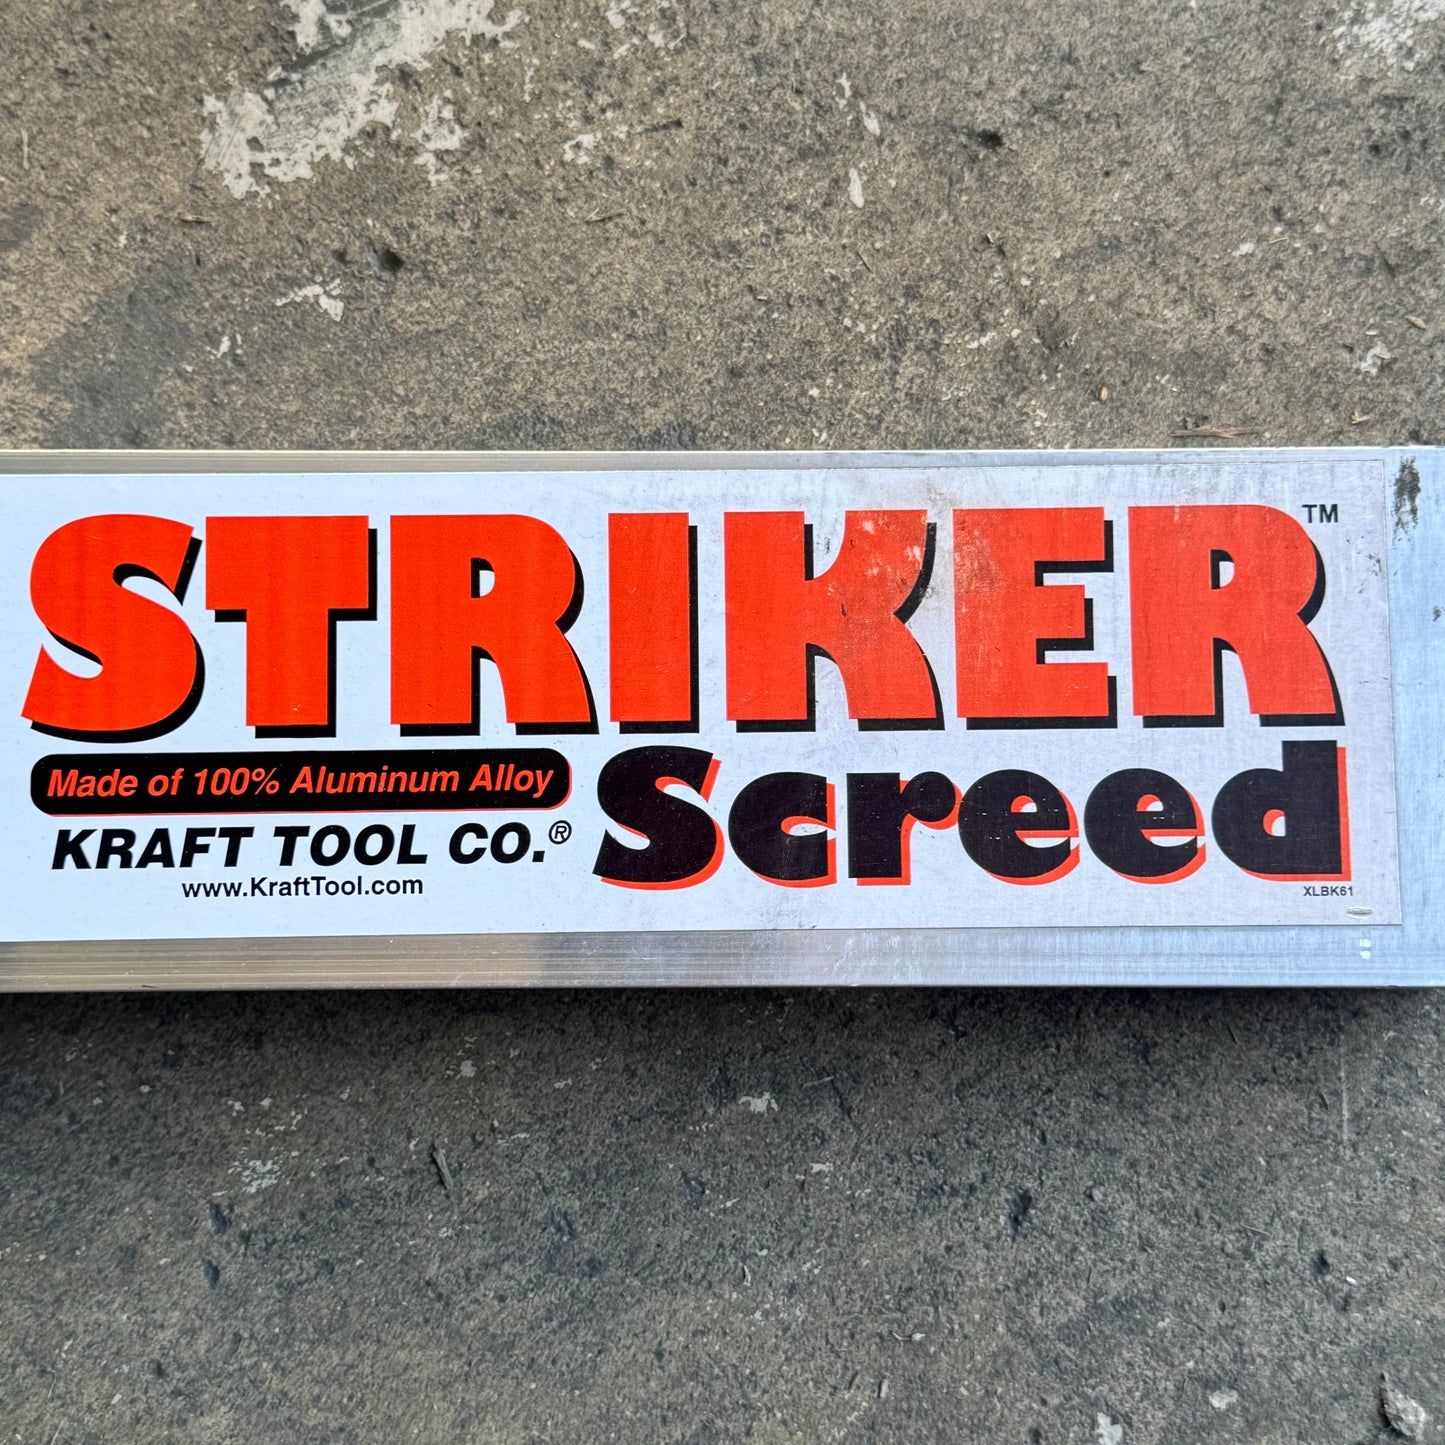 STRIKER™
Made of 100% Aluminum Alloy
Screed
KRAFT TOOL CO.®
www.KraftTool.com
XLBK61